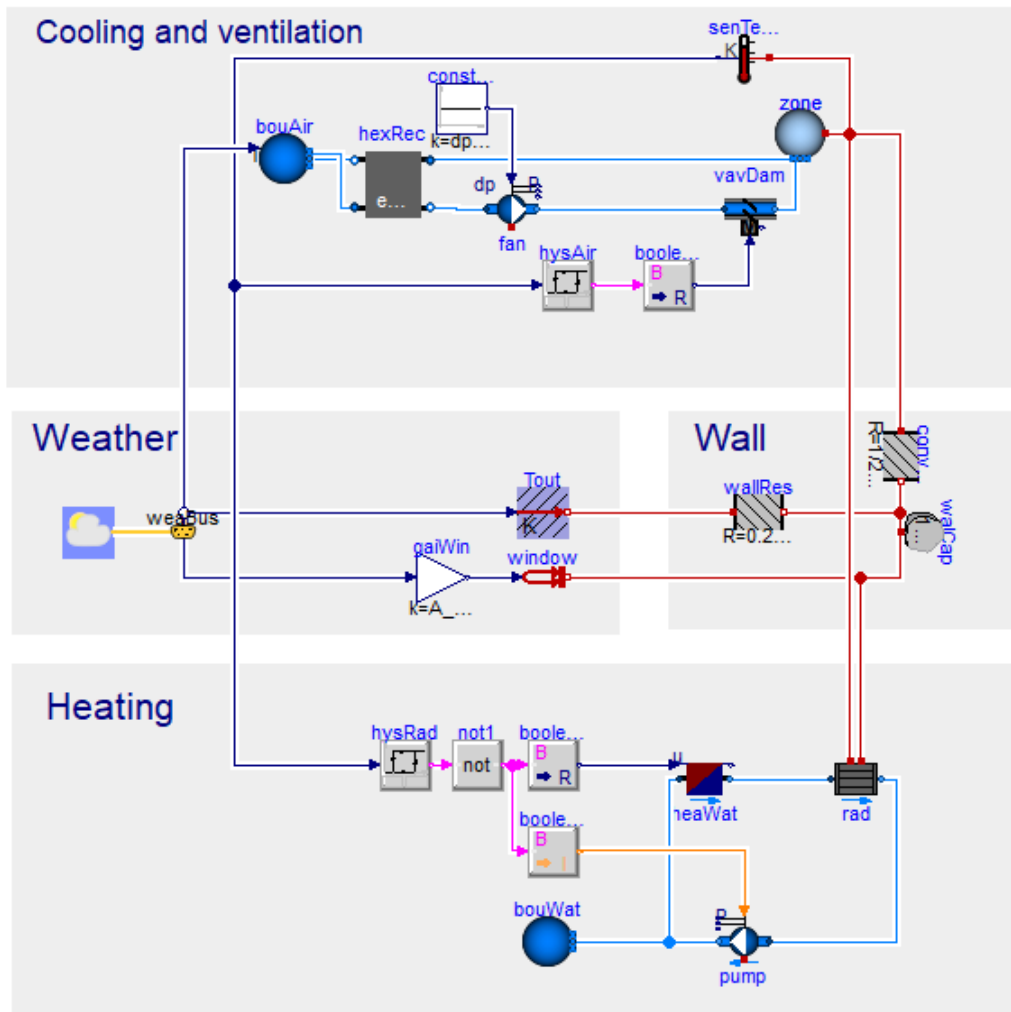 Cooling and ventilation
senTe...
K
const...
zone
bouAir
hexRec
k=dp...
e...
dp
P
vavDam
M
fan
hysAir
boole...
B
R
Weather
Wall
R=1/2...
conv
Tout
K
wallRes
R=0.2...
weaBus
walCap
gaiWin
window
k=A_...
Heating
hysRad
not1
boole...
not
B
R
u
heaWat
rad
boole...
B
I
bouWat
P
pump